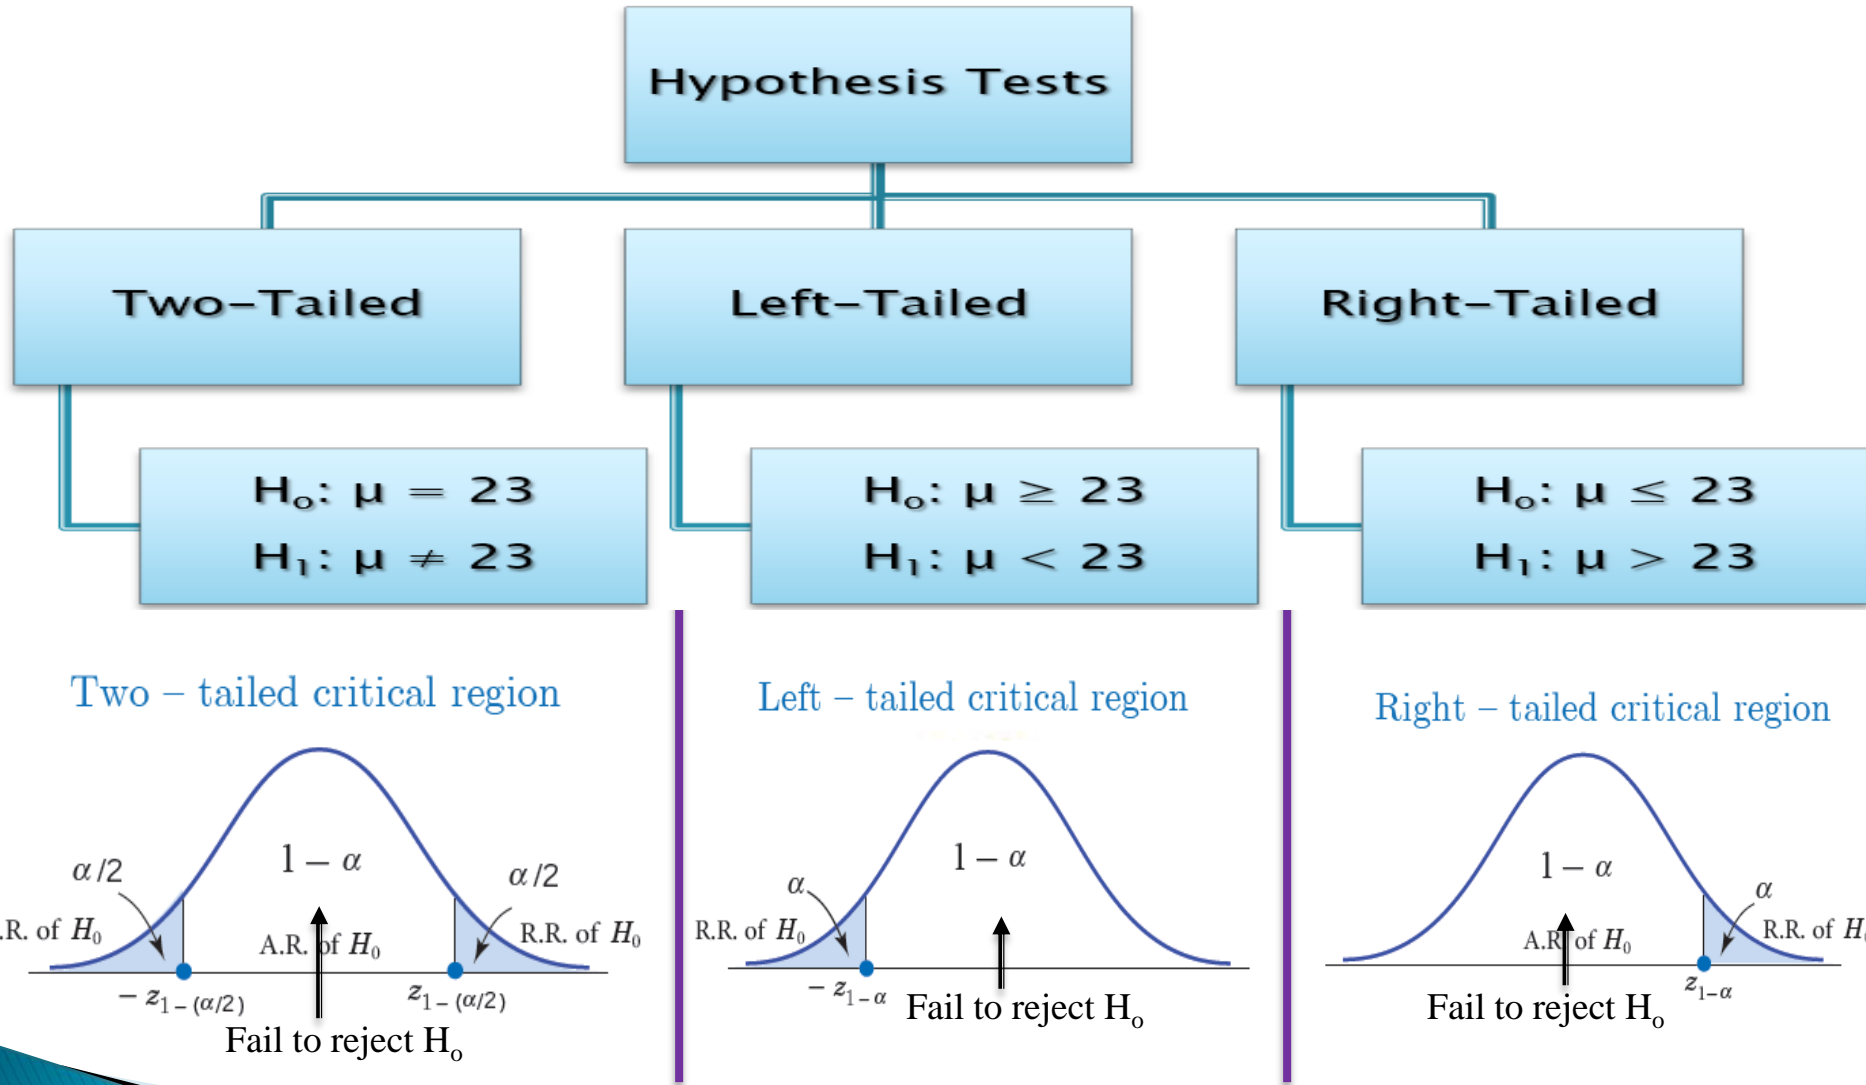 Hypothesis Tests
Two-Tailed
Left-Tailed
Right-Tailed
Hₒ: μ = 23
H₁: μ ≠ 23
Hₒ: μ ≥ 23
H₁: μ < 23
Hₒ: μ ≤ 23
H₁: μ > 23
Two – tailed critical region
α/2
1 – α
α/2
.R. of H₀
A.R. of H₀
R.R. of H₀
– z₁₋(α/2)
z₁₋(α/2)
Fail to reject Hₒ
Left – tailed critical region
α
1 – α
R.R. of H₀
– z₁₋α
Fail to reject Hₒ
Right – tailed critical region
1 – α
α
A.R of H₀
R.R. of H₀
z₁₋α
Fail to reject Hₒ